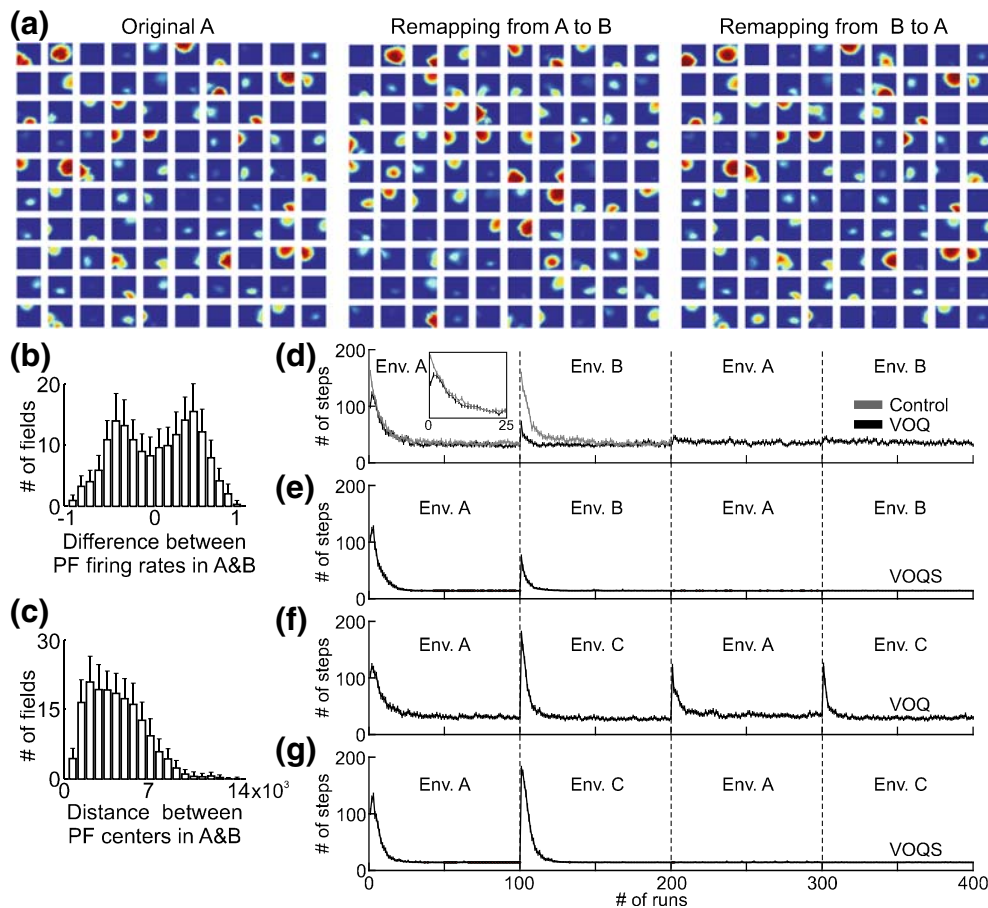 (a)
Original A
Remapping from A to B
Remapping from B to A
(b)
# of fields
20
10
0
-1
0
1
Difference between
PF firing rates in A&B
(c)
# of fields
30
15
0
0
7
14x10³
Distance between
PF centers in A&B
(d)
# of steps
200
100
0
Env. A
0
25
Env. B
Env. A
Env. B
Control
VOQ
(e)
# of steps
200
100
0
Env. A
Env. B
Env. A
Env. B
VOQS
(f)
# of steps
200
100
0
Env. A
Env. C
Env. A
Env. C
VOQ
(g)
# of steps
200
100
0
Env. A
Env. C
Env. A
Env. C
VOQS
0
100
200
300
400
# of runs